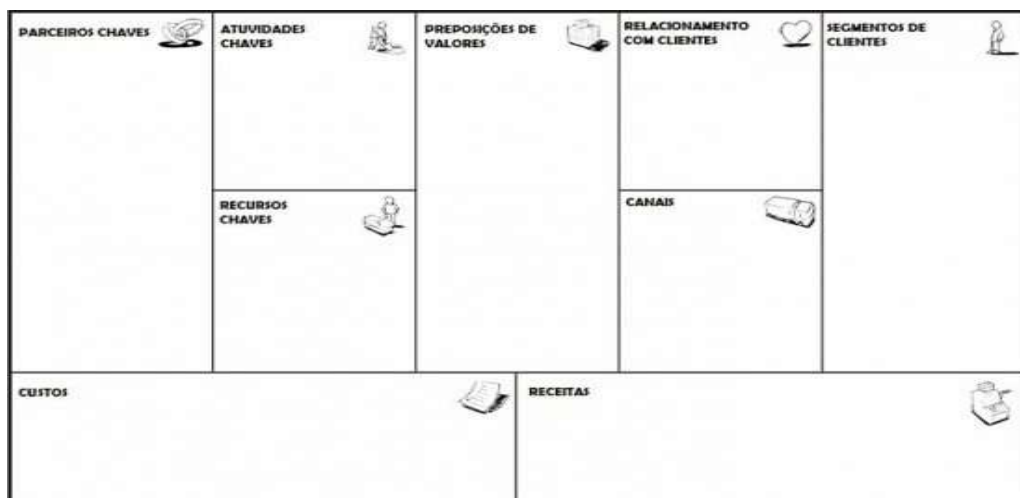 PARCEIROS CHAVES
ATUVIDADES
CHAVES
PREPOSIÇÕES DE
VALORES
RELACIONAMENTO
COM CLIENTES
SEGMENTOS DE
CLIENTES
RECURSOS
CHAVES
CANAIS
CUSTOS
RECEITAS